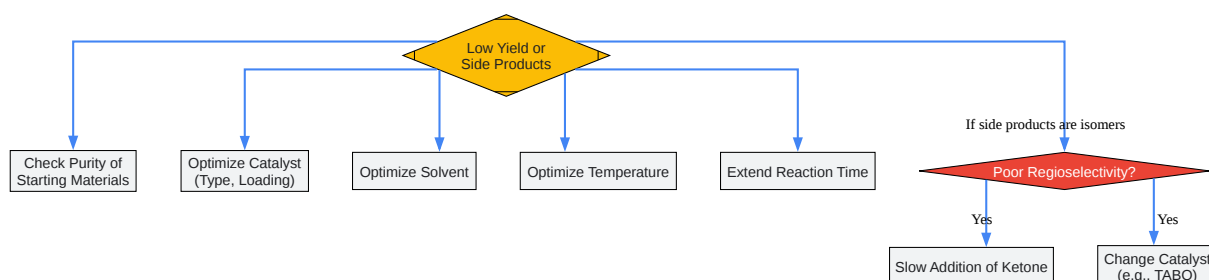 Low Yield or
Side Products
If side products are isomers
Check Purity of
Starting Materials
Optimize Catalyst
(Type, Loading)
Optimize Solvent
Optimize Temperature
Extend Reaction Time
Poor Regioselectivity?
Yes
Yes
Slow Addition of Ketone
Change Catalyst
(e.g., TABO)